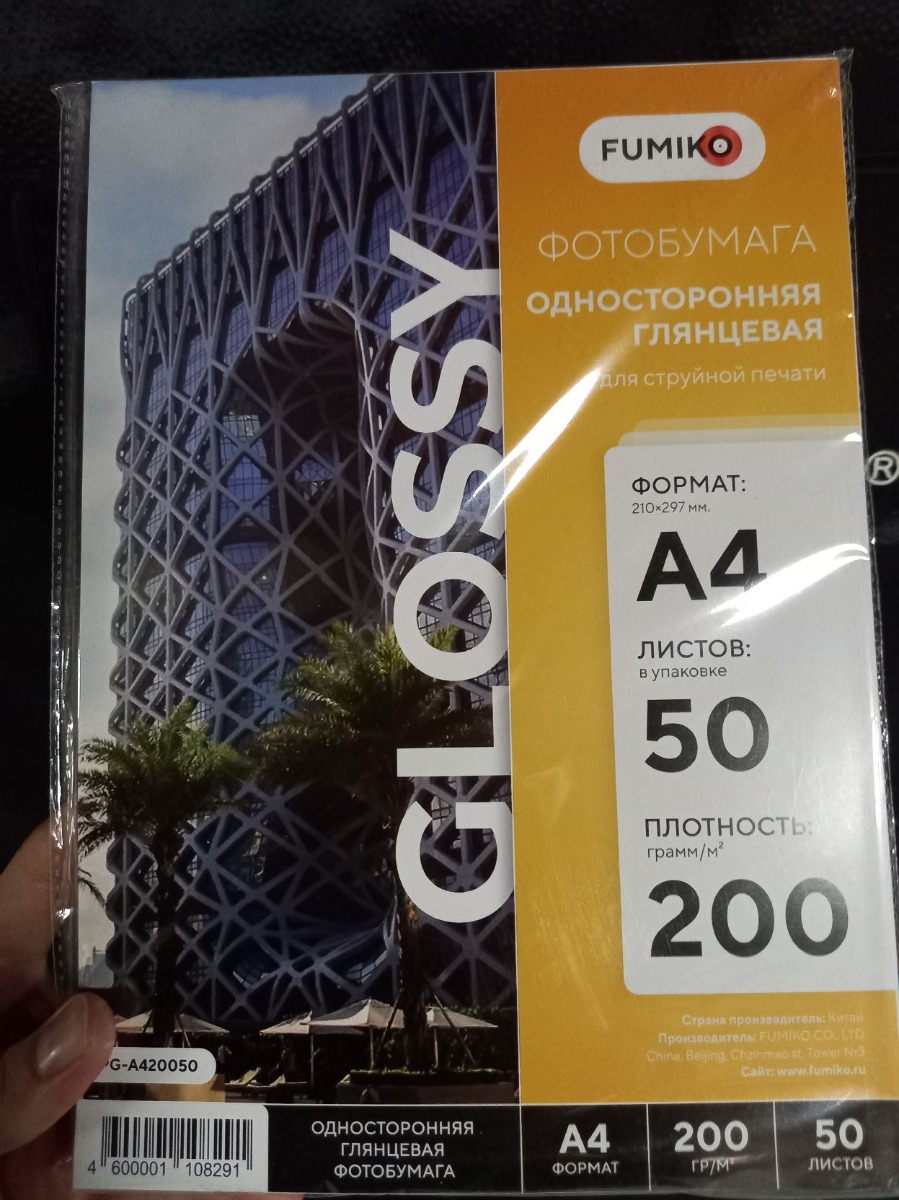 FUMIKO
ФОТОБУМАГА
ОДНОСТОРОННЯЯ
ГЛЯНЦЕВАЯ
для струйной печати
GLOSSY
®
ФОРМАТ:
210×297 мм.
A4
ЛИСТОВ:
в упаковке
50
ПЛОТНОСТЬ:
грамм/м²
200
Страна производитель: Китай
Производитель: FUMIKO CO., LTD
China, Beijing, Chzinmao st. Tower №3
Сайт: www.fumiko.ru
PG-A420050
4 600001 108291
ОДНОСТОРОННЯЯ
ГЛЯНЦЕВАЯ
ФОТОБУМАГА
A4
ФОРМАТ
200
ГР/М²
50
ЛИСТОВ